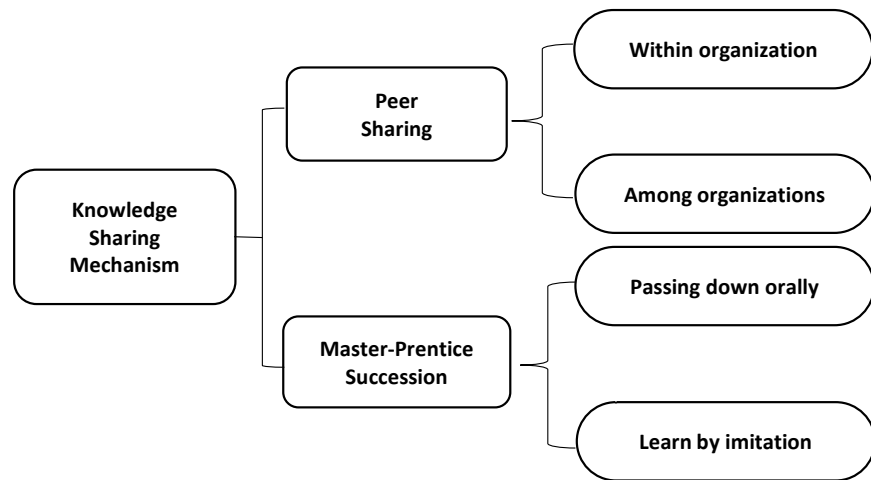 Within organization
Peer
Sharing
Among organizations
Knowledge
Sharing
Mechanism
Passing down orally
Master-Prentice
Succession
Learn by imitation